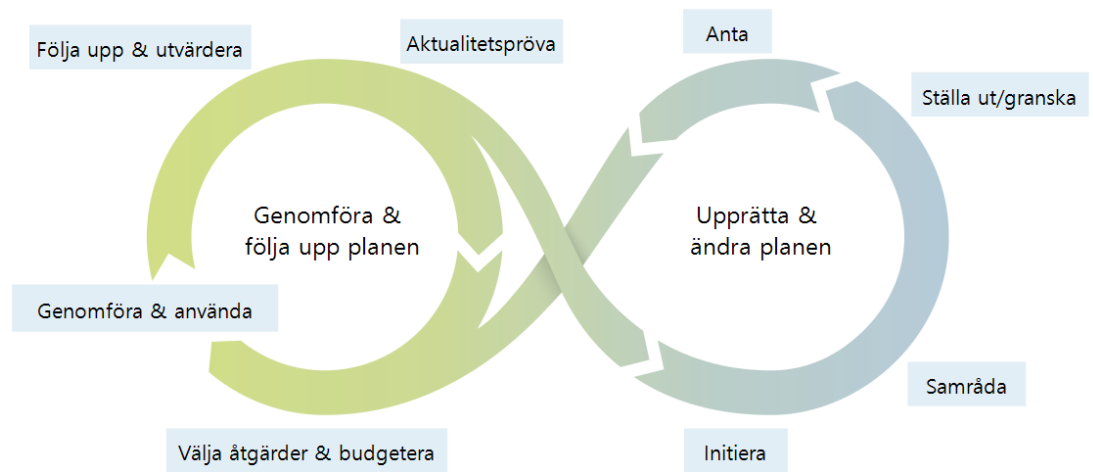 Följa upp & utvärdera
Aktualitetspröva
Anta
Ställa ut/granska
Genomföra &
följa upp planen
Upprätta &
ändra planen
Genomföra & använda
Samråda
Välja åtgärder & budgetera
Initiera